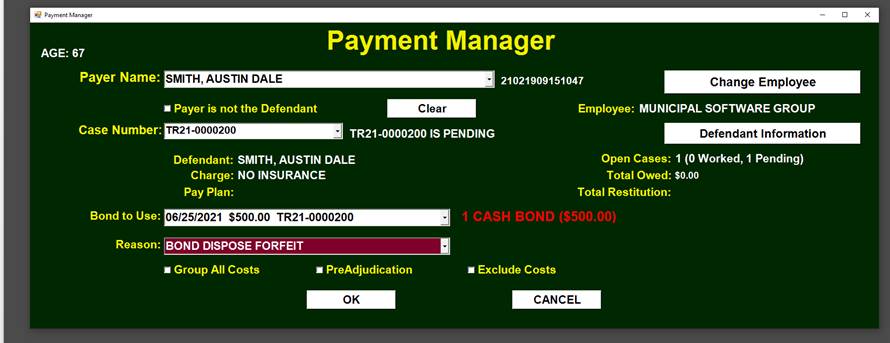 Payment Manager
Payment Manager
AGE: 67
Payer Name: SMITH, AUSTIN DALE 21021909151047 Change Employee
Payer is not the Defendant Clear Employee: MUNICIPAL SOFTWARE GROUP
Case Number: TR21-0000200 TR21-0000200 IS PENDING Defendant Information
Defendant: SMITH, AUSTIN DALE Open Cases: 1 (0 Worked, 1 Pending)
Charge: NO INSURANCE Total Owed: $0.00
Pay Plan: Total Restitution:
Bond to Use: 06/25/2021 $500.00 TR21-0000200 1 CASH BOND ($500.00)
Reason: BOND DISPOSE FORFEIT
Group All Costs PreAdjudication Exclude Costs
OK CANCEL